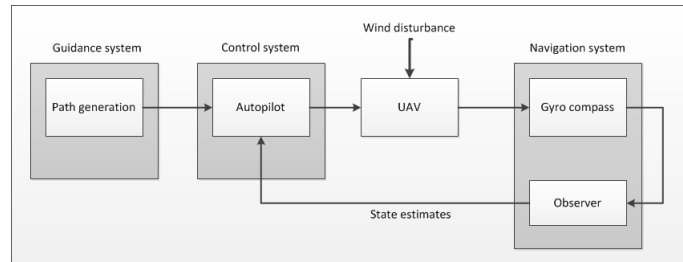 Wind disturbance
Guidance system
Control system
Navigation system
Path generation
Autopilot
UAV
Gyro compass
Observer
State estimates